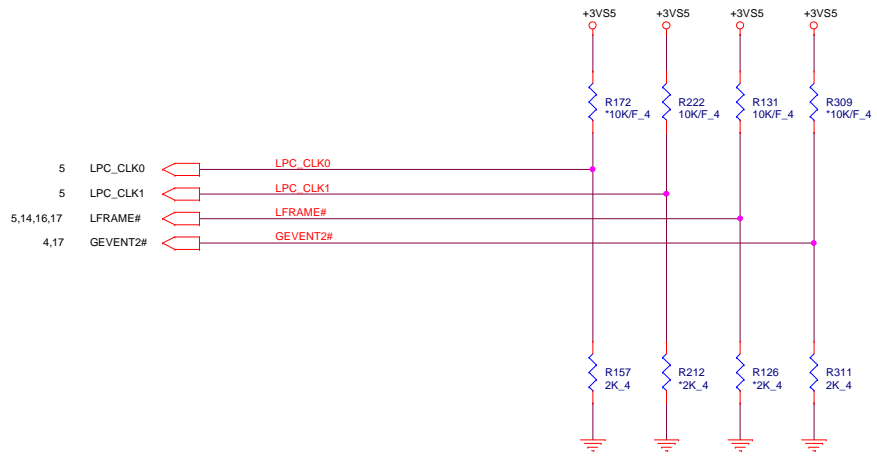 +3VS5 +3VS5 +3VS5 +3VS5
R172 R222 R131 R309
*10K/F_4 10K/F_4 10K/F_4 *10K/F_4
5 LPC_CLK0 LPC_CLK0
5 LPC_CLK1 LPC_CLK1
5,14,16,17 LFRAME# LFRAME#
4,17 GEVENT2# GEVENT2#
R157 R212 R126 R311
2K_4 *2K_4 *2K_4 2K_4